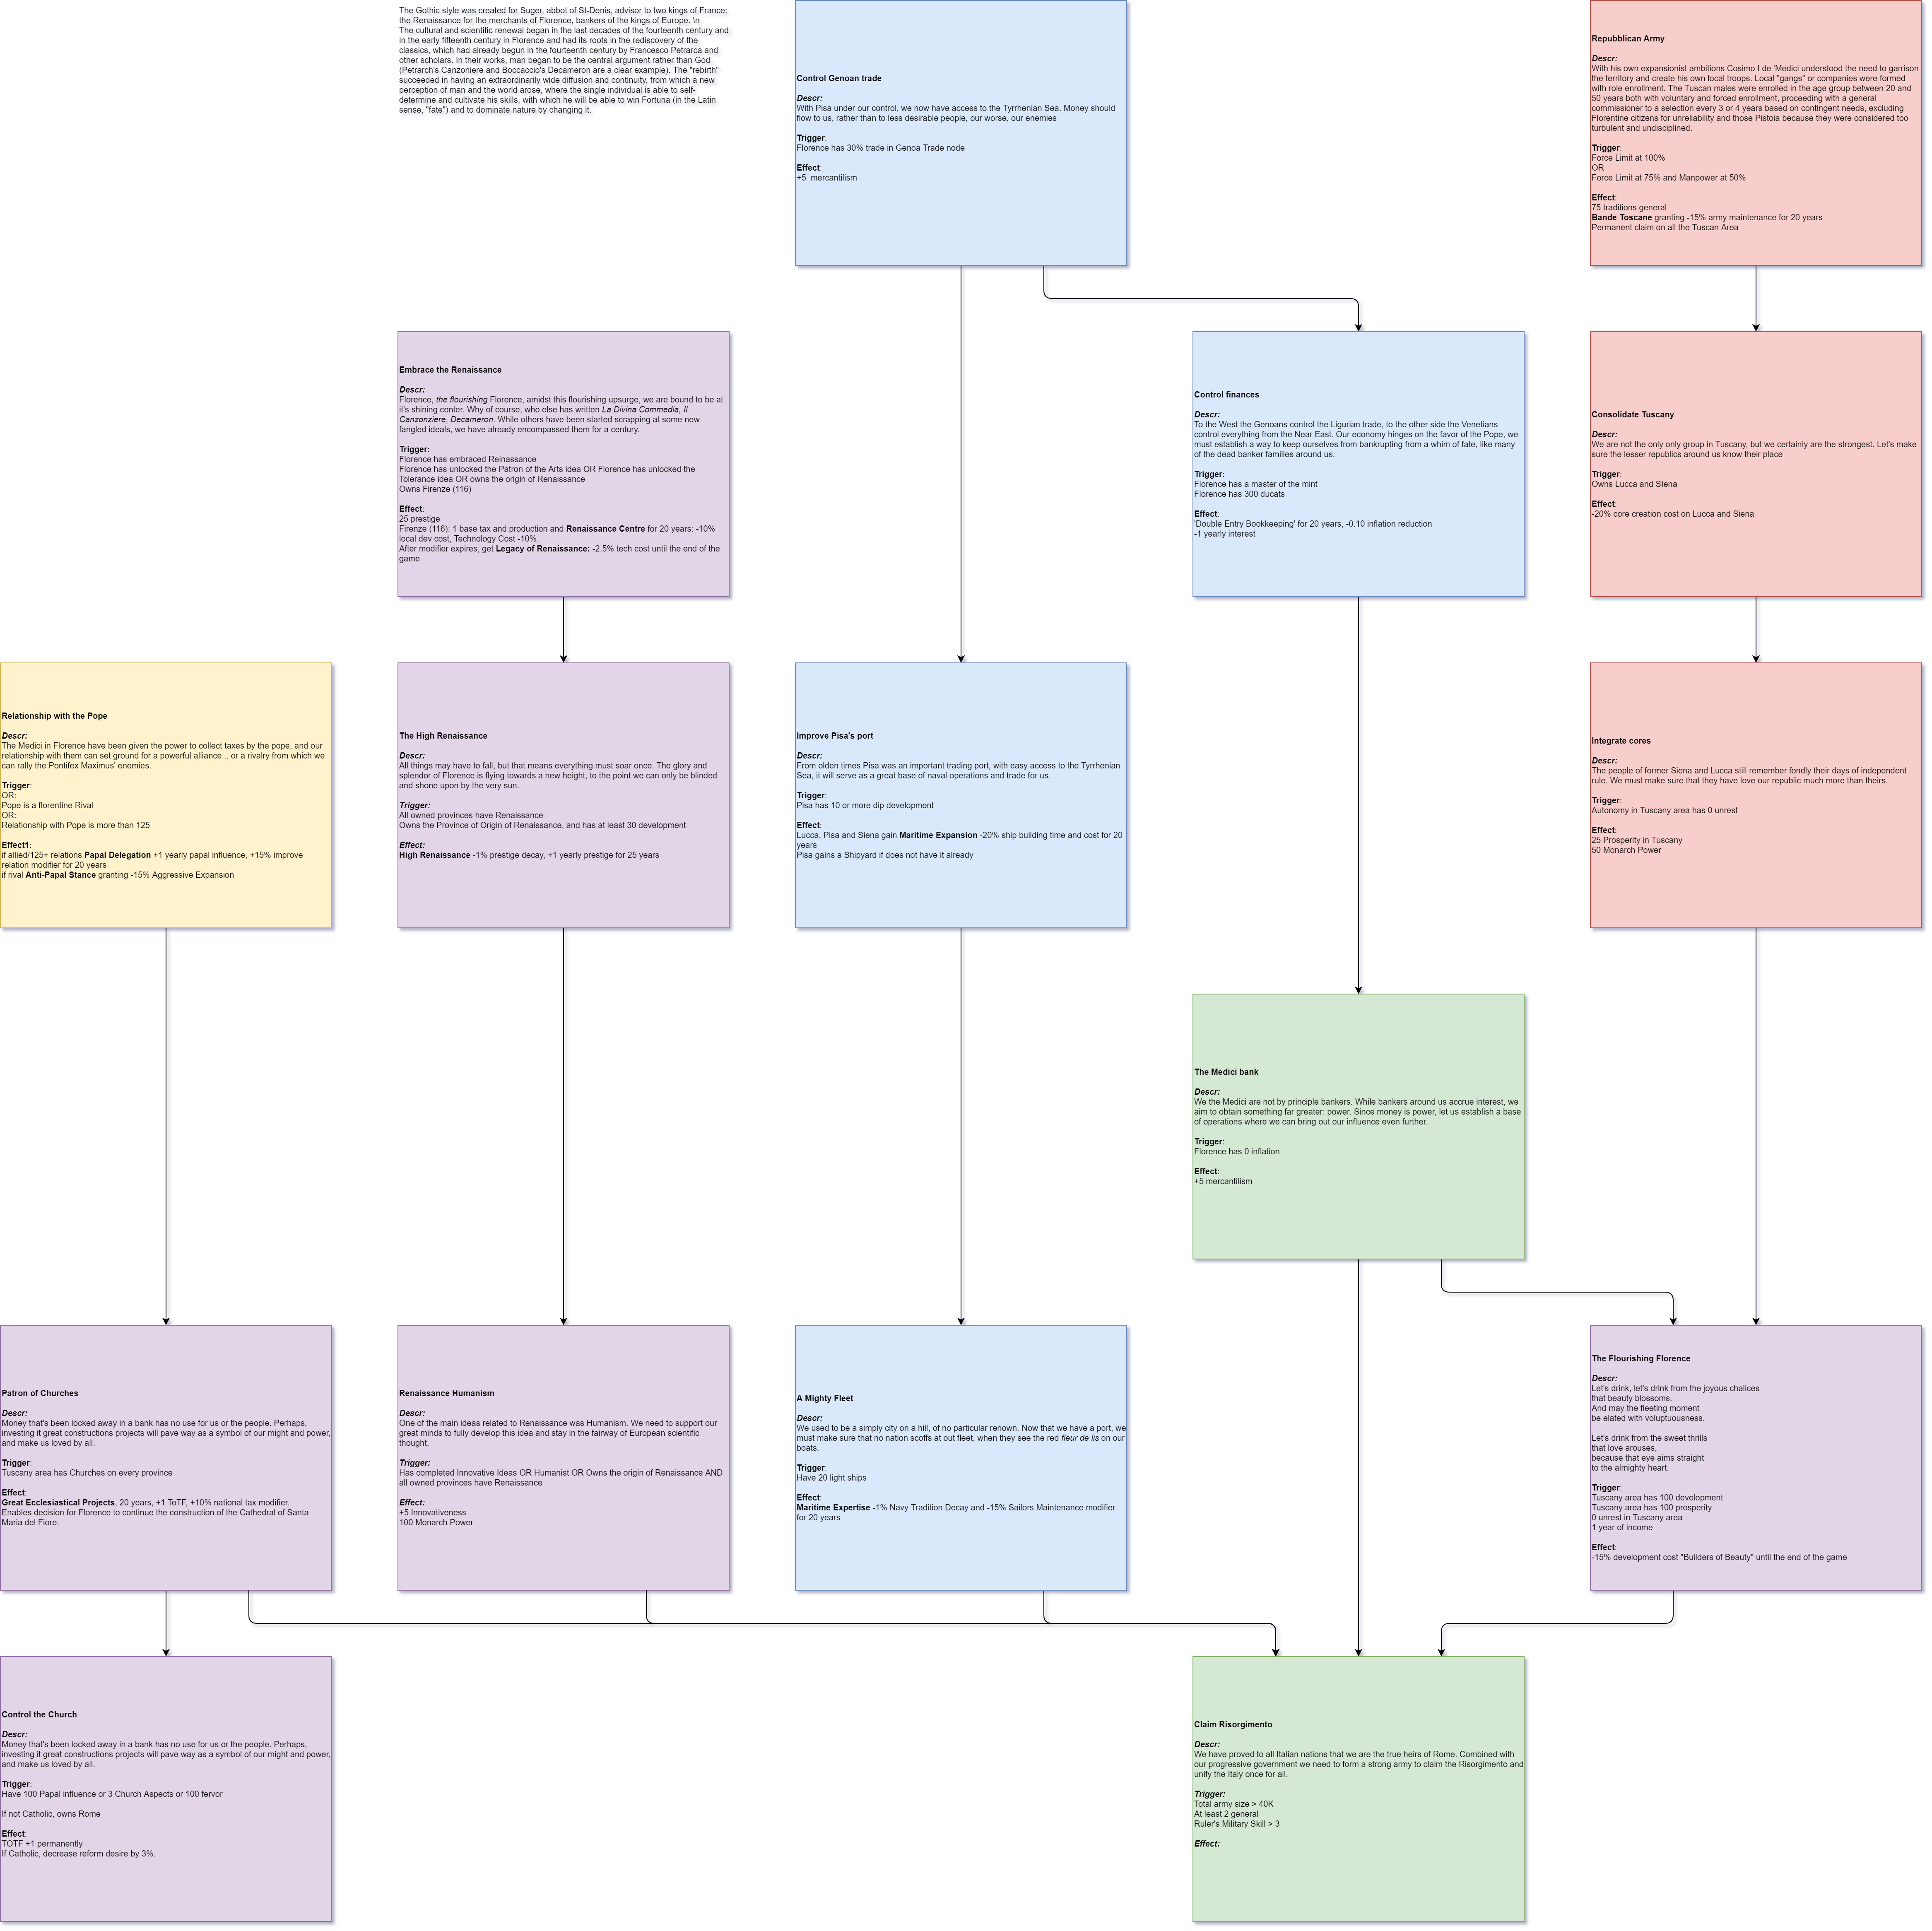 The Gothic style was created for Suger, abbot of St-Denis, advisor to two kings of France:
the Renaissance for the merchants of Florence, bankers of the kings of Europe. \n
The cultural and scientific renewal began in the last decades of the fourteenth century and
in the early fifteenth century in Florence and had its roots in the rediscovery of the
classics, which had already begun in the fourteenth century by Francesco Petrarca and
other scholars. In their works, man began to be the central argument rather than God
(Petrarch's Canzoniere and Boccaccio's Decameron are a clear example). The "rebirth"
succeeded in having an extraordinarily wide diffusion and continuity, from which a new
perception of man and the world arose, where the single individual is able to self-
determine and cultivate his skills, with which he will be able to win Fortuna (in the Latin
sense, "fate") and to dominate nature by changing it.
Control Genoan trade
Descr:
With Pisa under our control, we now have access to the Tyrrhenian Sea. Money should
flow to us, rather than to less desirable people, our worse, our enemies
Trigger:
Florence has 30% trade in Genoa Trade node
Effect:
+5  mercantilism
Repubblican Army
Descr:
With his own expansionist ambitions Cosimo I de 'Medici understood the need to garrison
the territory and create his own local troops. Local "gangs" or companies were formed
with role enrollment. The Tuscan males were enrolled in the age group between 20 and
50 years both with voluntary and forced enrollment, proceeding with a general
commissioner to a selection every 3 or 4 years based on contingent needs, excluding
Florentine citizens for unreliability and those Pistoia because they were considered too
turbulent and undisciplined.
Trigger:
Force Limit at 100%
OR
Force Limit at 75% and Manpower at 50%
Effect:
75 traditions general
Bande Toscane granting -15% army maintenance for 20 years
Permanent claim on all the Tuscan Area
Embrace the Renaissance
Descr:
Florence, the flourishing Florence, amidst this flourishing upsurge, we are bound to be at
it's shining center. Why of course, who else has written La Divina Commedia, Il
Canzonziere, Decameron. While others have been started scrapping at some new
fangled ideals, we have already encompassed them for a century.
Trigger:
Florence has embraced Reinassance
Florence has unlocked the Patron of the Arts idea OR Florence has unlocked the
Tolerance idea OR owns the origin of Renaissance
Owns Firenze (116)
Effect:
25 prestige
Firenze (116): 1 base tax and production and Renaissance Centre for 20 years: -10%
local dev cost, Technology Cost -10%.
After modifier expires, get Legacy of Renaissance: -2.5% tech cost until the end of the
game
Control finances
Descr:
To the West the Genoans control the Ligurian trade, to the other side the Venetians
control everything from the Near East. Our economy hinges on the favor of the Pope, we
must establish a way to keep ourselves from bankrupting from a whim of fate, like many
of the dead banker families around us.
Trigger:
Florence has a master of the mint
Florence has 300 ducats
Effect:
'Double Entry Bookkeeping' for 20 years, -0.10 inflation reduction
-1 yearly interest
Consolidate Tuscany
Descr:
We are not the only only group in Tuscany, but we certainly are the strongest. Let's make
sure the lesser republics around us know their place
Trigger:
Owns Lucca and SIena
Effect:
-20% core creation cost on Lucca and Siena
Relationship with the Pope
Descr:
The Medici in Florence have been given the power to collect taxes by the pope, and our
relationship with them can set ground for a powerful alliance... or a rivalry from which we
can rally the Pontifex Maximus' enemies.
Trigger:
OR:
Pope is a florentine Rival
OR:
Relationship with Pope is more than 125
Effect1:
if allied/125+ relations Papal Delegation +1 yearly papal influence, +15% improve
relation modifier for 20 years
if rival Anti-Papal Stance granting -15% Aggressive Expansion
The High Renaissance
Descr:
All things may have to fall, but that means everything must soar once. The glory and
splendor of Florence is flying towards a new height, to the point we can only be blinded
and shone upon by the very sun.
Trigger:
All owned provinces have Renaissance
Owns the Province of Origin of Renaissance, and has at least 30 development
Effect:
High Renaissance -1% prestige decay, +1 yearly prestige for 25 years
Improve Pisa's port
Descr:
From olden times Pisa was an important trading port, with easy access to the Tyrrhenian
Sea, it will serve as a great base of naval operations and trade for us.
Trigger:
Pisa has 10 or more dip development
Effect:
Lucca, Pisa and Siena gain Maritime Expansion -20% ship building time and cost for 20
years
Pisa gains a Shipyard if does not have it already
Integrate cores
Descr:
The people of former Siena and Lucca still remember fondly their days of independent
rule. We must make sure that they have love our republic much more than theirs.
Trigger:
Autonomy in Tuscany area has 0 unrest
Effect:
25 Prosperity in Tuscany
50 Monarch Power
The Medici bank
Descr:
We the Medici are not by principle bankers. While bankers around us accrue interest, we
aim to obtain something far greater: power. Since money is power, let us establish a base
of operations where we can bring out our influence even further.
Trigger:
Florence has 0 inflation
Effect:
+5 mercantilism
Patron of Churches
Descr:
Money that's been locked away in a bank has no use for us or the people. Perhaps,
investing it great constructions projects will pave way as a symbol of our might and power,
and make us loved by all.
Trigger:
Tuscany area has Churches on every province
Effect:
Great Ecclesiastical Projects, 20 years, +1 ToTF, +10% national tax modifier.
Enables decision for Florence to continue the construction of the Cathedral of Santa
Maria del Fiore.
Renaissance Humanism
Descr:
One of the main ideas related to Renaissance was Humanism. We need to support our
great minds to fully develop this idea and stay in the fairway of European scientific
thought.
Trigger:
Has completed Innovative Ideas OR Humanist OR Owns the origin of Renaissance AND
all owned provinces have Renaissance
Effect:
+5 Innovativeness
100 Monarch Power
A Mighty Fleet
Descr:
We used to be a simply city on a hill, of no particular renown. Now that we have a port, we
must make sure that no nation scoffs at out fleet, when they see the red fleur de lis on our
boats.
Trigger:
Have 20 light ships
Effect:
Maritime Expertise -1% Navy Tradition Decay and -15% Sailors Maintenance modifier
for 20 years
The Flourishing Florence
Descr:
Let's drink, let's drink from the joyous chalices
that beauty blossoms.
And may the fleeting moment
be elated with voluptuousness.
Let's drink from the sweet thrills
that love arouses,
because that eye aims straight
to the almighty heart.
Trigger:
Tuscany area has 100 development
Tuscany area has 100 prosperity
0 unrest in Tuscany area
1 year of income
Effect:
-15% development cost "Builders of Beauty" until the end of the game
Control the Church
Descr:
Money that's been locked away in a bank has no use for us or the people. Perhaps,
investing it great constructions projects will pave way as a symbol of our might and power,
and make us loved by all.
Trigger:
Have 100 Papal influence or 3 Church Aspects or 100 fervor
If not Catholic, owns Rome
Effect:
TOTF +1 permanently
If Catholic, decrease reform desire by 3%.
Claim Risorgimento
Descr:
We have proved to all Italian nations that we are the true heirs of Rome. Combined with
our progressive government we need to form a strong army to claim the Risorgimento and
unify the Italy once for all.
Trigger:
Total army size > 40K
At least 2 general
Ruler's Military Skill > 3
Effect: